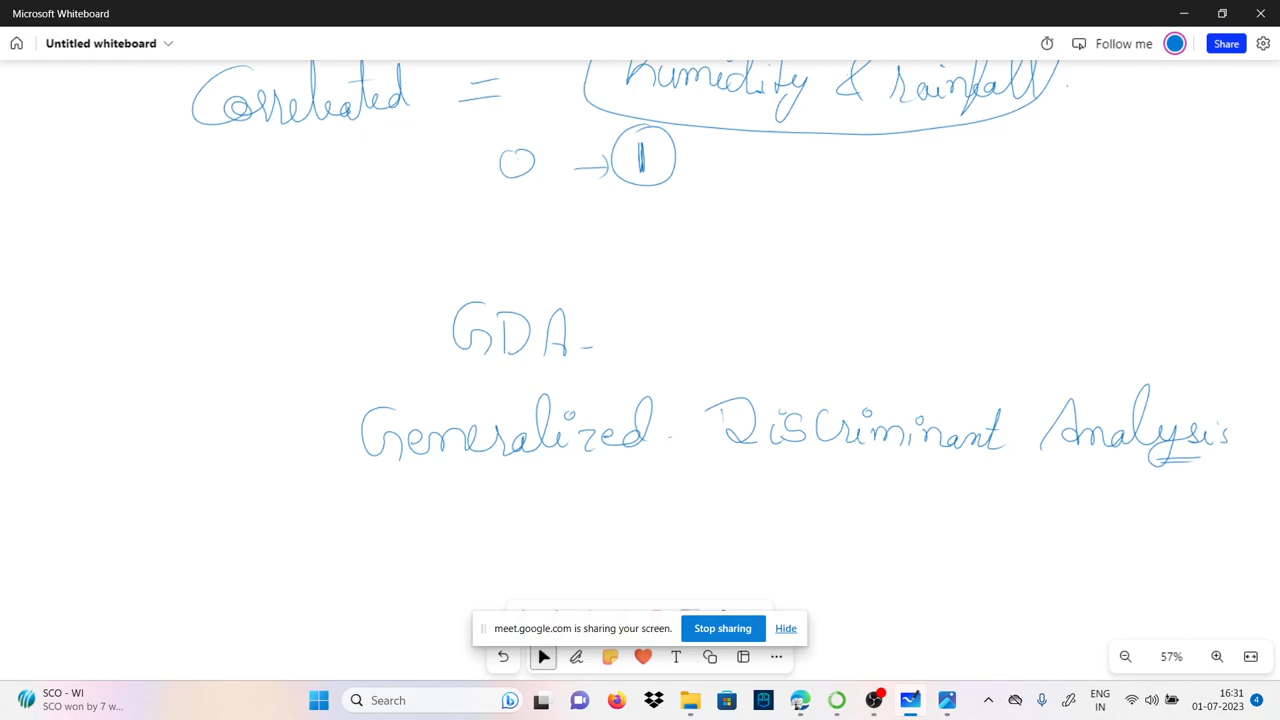 Microsoft Whiteboard
Untitled whiteboard
Follow me
Share
Correlated = humidity & rainfall.
0 → 1
GDA -
Generalized. Discriminant Analysis
meet.google.com is sharing your screen. Stop sharing Hide
57%
SCO - WI
SCO won by 7 w...
Search
ENG
IN
16:31
01-07-2023
4